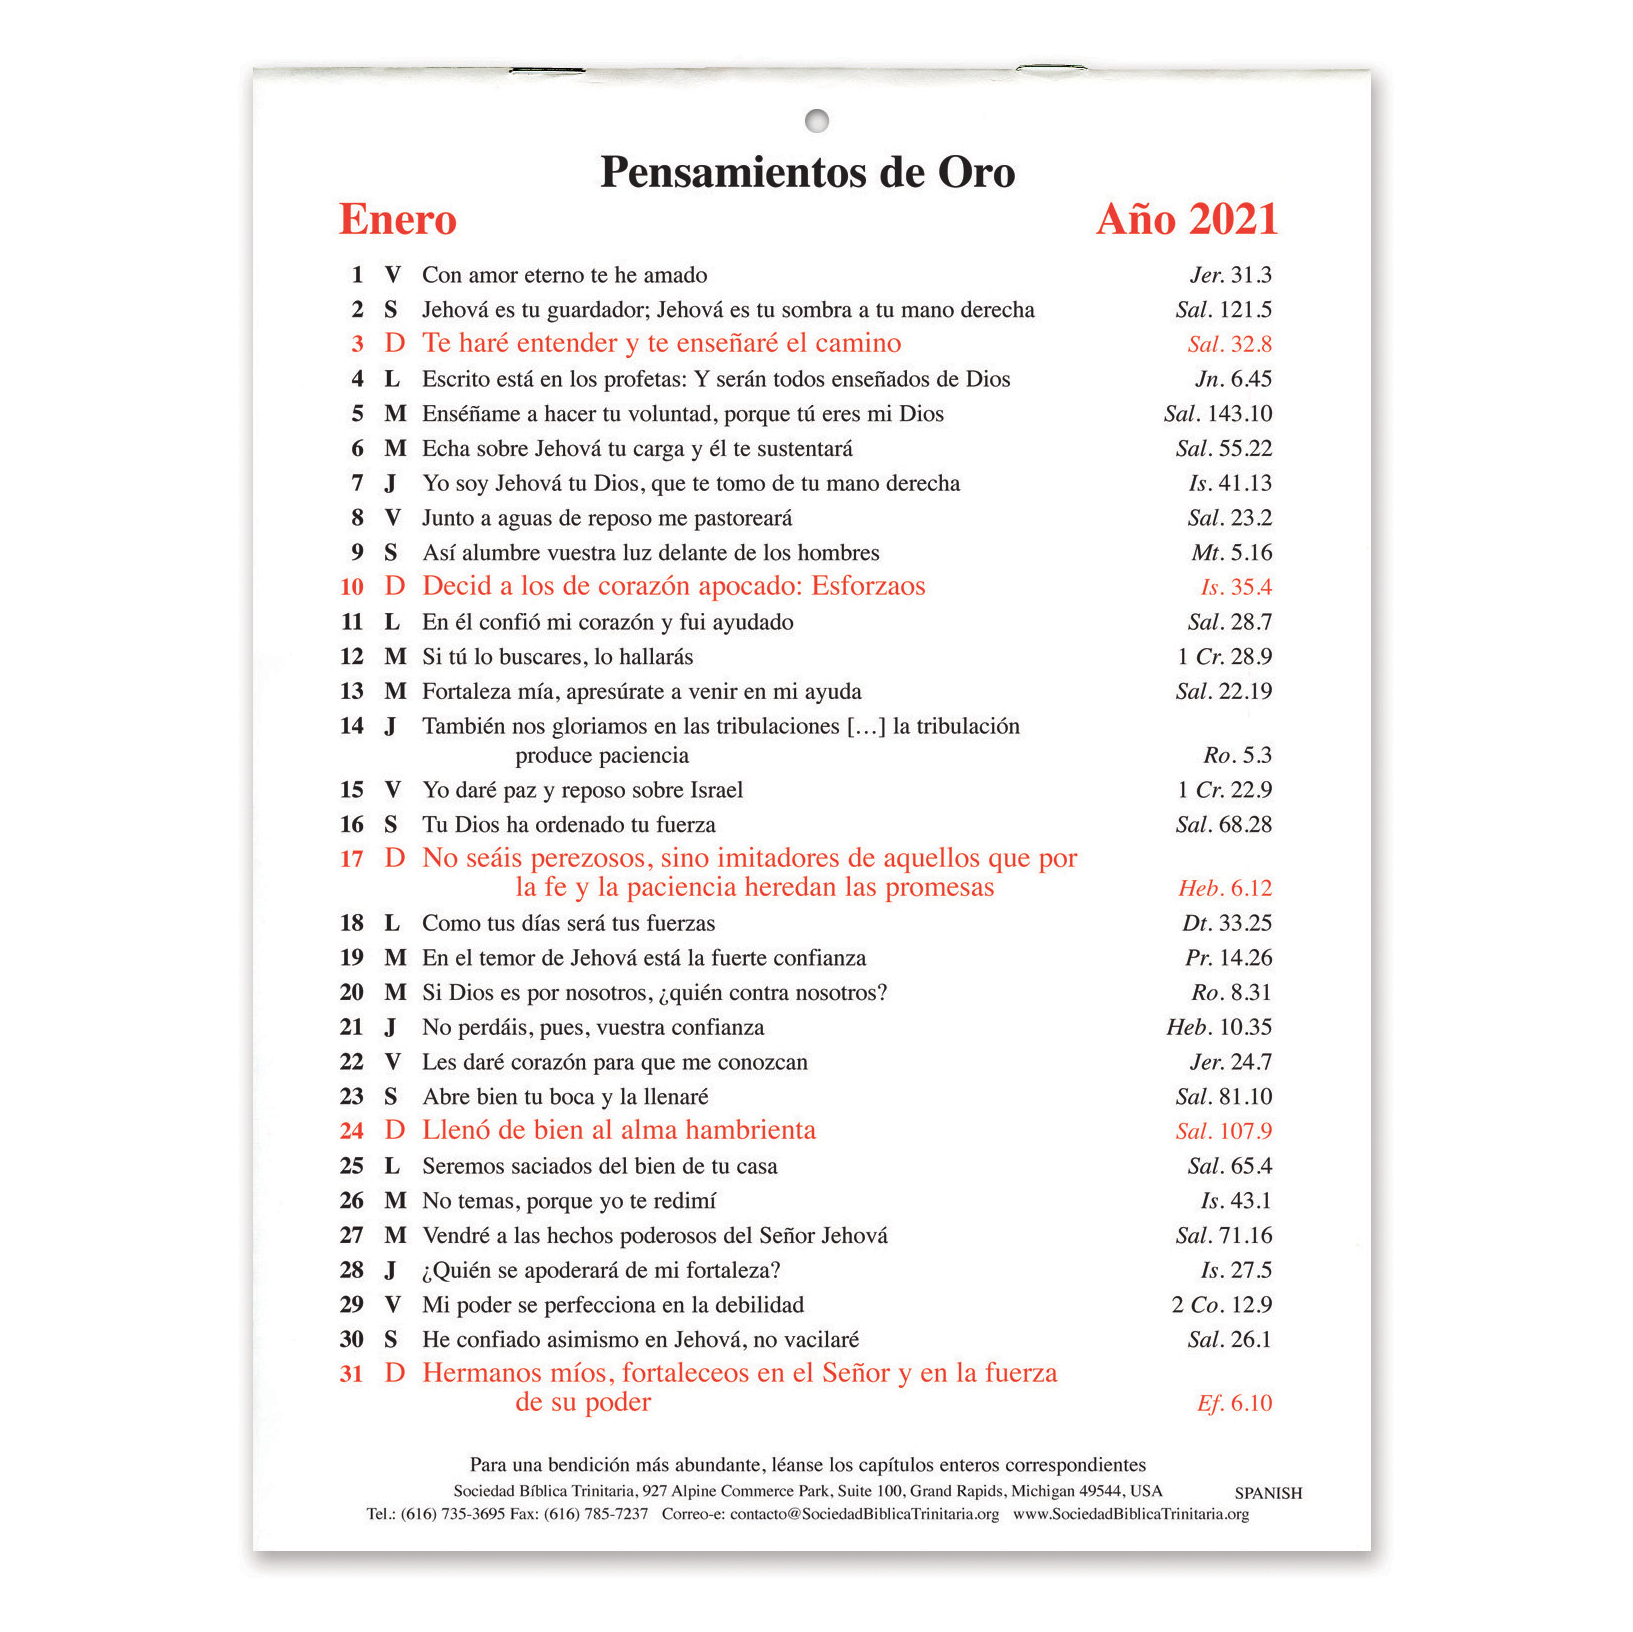 Pensamientos de Oro
Enero Año 2021
1 V Con amor eterno te he amado Jer. 31.3
2 S Jehová es tu guardador; Jehová es tu sombra a tu mano derecha Sal. 121.5
3 D Te haré entender y te enseñaré el camino Sal. 32.8
4 L Escrito está en los profetas: Y serán todos enseñados de Dios Jn. 6.45
5 M Enséñame a hacer tu voluntad, porque tú eres mi Dios Sal. 143.10
6 M Echa sobre Jehová tu carga y él te sustentará Sal. 55.22
7 J Yo soy Jehová tu Dios, que te tomo de tu mano derecha Is. 41.13
8 V Junto a aguas de reposo me pastoreará Sal. 23.2
9 S Así alumbre vuestra luz delante de los hombres Mt. 5.16
10 D Decid a los de corazón apocado: Esforzaos Is. 35.4
11 L En él confió mi corazón y fui ayudado Sal. 28.7
12 M Si tú lo buscares, lo hallarás 1 Cr. 28.9
13 M Fortaleza mía, apresúrate a venir en mi ayuda Sal. 22.19
14 J También nos gloriamos en las tribulaciones [...] la tribulación
produce paciencia Ro. 5.3
15 V Yo daré paz y reposo sobre Israel 1 Cr. 22.9
16 S Tu Dios ha ordenado tu fuerza Sal. 68.28
17 D No seáis perezosos, sino imitadores de aquellos que por
la fe y la paciencia heredan las promesas Heb. 6.12
18 L Como tus días será tus fuerzas Dt. 33.25
19 M En el temor de Jehová está la fuerte confianza Pr. 14.26
20 M Si Dios es por nosotros, ¿quién contra nosotros? Ro. 8.31
21 J No perdáis, pues, vuestra confianza Heb. 10.35
22 V Les daré corazón para que me conozcan Jer. 24.7
23 S Abre bien tu boca y la llenaré Sal. 81.10
24 D Llenó de bien al alma hambrienta Sal. 107.9
25 L Seremos saciados del bien de tu casa Sal. 65.4
26 M No temas, porque yo te redimí Is. 43.1
27 M Vendré a las hechos poderosos del Señor Jehová Sal. 71.16
28 J ¿Quién se apoderará de mi fortaleza? Is. 27.5
29 V Mi poder se perfecciona en la debilidad 2 Co. 12.9
30 S He confiado asimismo en Jehová, no vacilaré Sal. 26.1
31 D Hermanos míos, fortaleceos en el Señor y en la fuerza
de su poder Ef. 6.10
Para una bendición más abundante, léanse los capítulos enteros correspondientes
Sociedad Bíblica Trinitaria, 927 Alpine Commerce Park, Suite 100, Grand Rapids, Michigan 49544, USA SPANISH
Tel.: (616) 735-3695 Fax: (616) 785-7237 Correo-e: contacto@SociedadBiblicaTrinitaria.org www.SociedadBiblicaTrinitaria.org